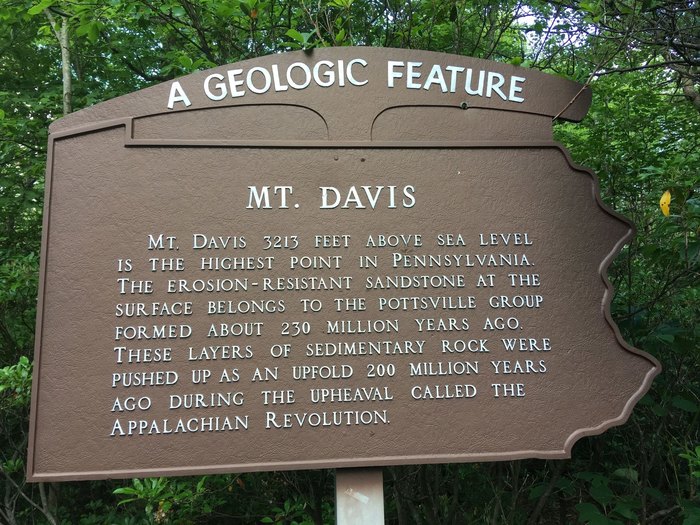 A GEOLOGIC FEATURE
MT. DAVIS
MT. DAVIS 3213 FEET ABOVE SEA LEVEL
IS THE HIGHEST POINT IN PENNSYLVANIA.
THE EROSION-RESISTANT SANDSTONE AT THE
SURFACE BELONGS TO THE POTTSVILLE GROUP
FORMED ABOUT 230 MILLION YEARS AGO.
THESE LAYERS OF SEDIMENTARY ROCK WERE
PUSHED UP AS AN UPFOLD 200 MILLION YEARS
AGO DURING THE UPHEAVAL CALLED THE
APPALACHIAN REVOLUTION.